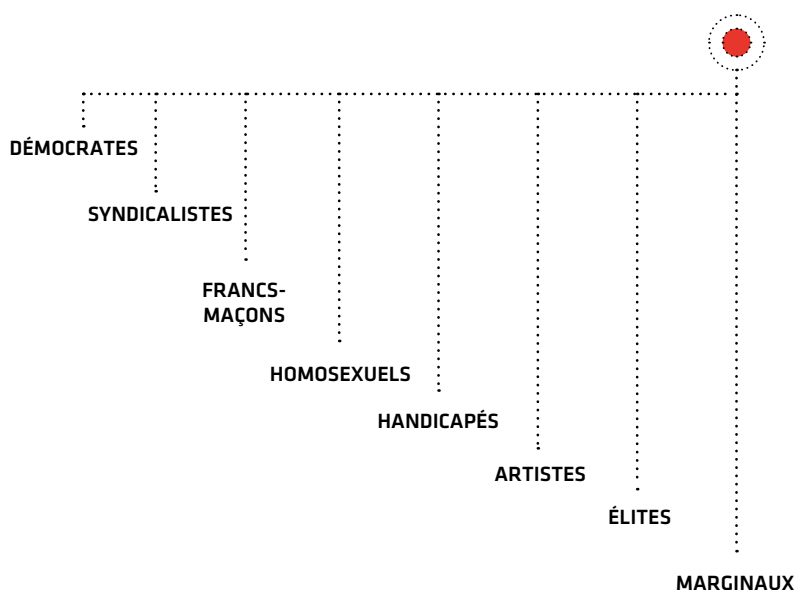 DÉMOCRATES
SYNDICALISTES
FRANCS-
MAÇONS
HOMOSEXUELS
HANDICAPÉS
ARTISTES
ÉLITES
MARGINAUX